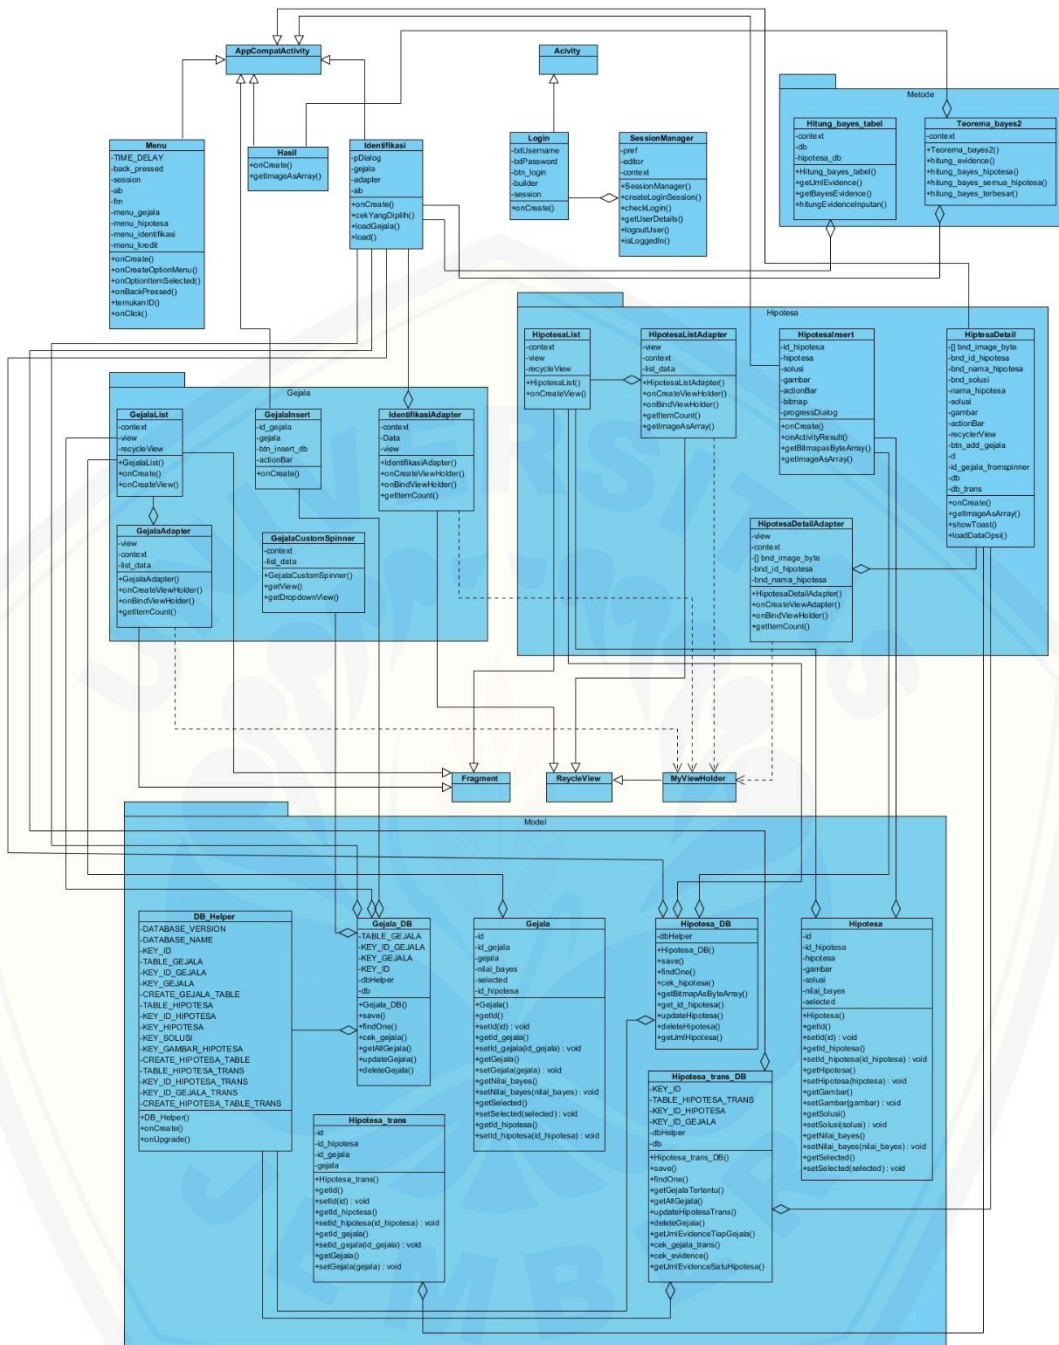 AppCompatActivity
Acivity
Metode
Hitung_bayes_tabel
-context
-db
-hipotesa_db
+Hitung_bayes_tabel()
+getJmlEvidence()
+getBayesEvidence()
+hitungEvidenceInputan()
Teorema_bayes2
-context
+Teorema_bayes2()
+hitung_evidence()
+hitung_bayes_hipotesa()
+hitung_bayes_semua_hipotesa()
+hitung_bayes_terbesar()
Menu
-TIME_DELAY
-back_pressed
-session
-ab
-fm
-menu_gejala
-menu_hipotesa
-menu_identifikasi
-menu_kredit
+onCreate()
+onCreateOptionMenu()
+onOptionItemSelected()
+onBackPressed()
+temukanID()
+onClick()
Hasil
+onCreate()
+getImageAsArray()
Identifikasi
-pDialog
-gejala
-adapter
-ab
+onCreate()
+cekYangDipilih()
+loadGejala()
+load()
Login
-txtUsername
-txtPassword
-btn_login
-builder
-session
+onCreate()
SessionManager
-pref
-editor
-context
+SessionManager()
+createLoginSession()
+checkLogin()
+getUserDetails()
+logoutUser()
+isLoggedIn()
Hipotesa
HipotesaList
-context
-view
-recycleView
+HipotesaList()
+onCreateView()
HipotesaListAdapter
-view
-context
-list_data
+HipotesaListAdapter()
+onCreateViewHolder()
+onBindViewHolder()
+getItemCount()
+getImageAsArray()
HipotesaInsert
-id_hipotesa
-hipotesa
-solusi
-gambar
-actionBar
-bitmap
-progressDialog
+onCreate()
+onActivityResult()
+getBitmapasByteArray()
+getImageAsArray()
HiptesaDetail
-[] bnd_image_byte
-bnd_id_hipotesa
-bnd_nama_hipotesa
-bnd_solusi
-nama_hipotesa
-solusi
-gambar
-actionBar
-recyclerView
-btn_add_gejala
-d
-id_gejala_fromspinner
-db
-db_trans
+onCreate()
+getImageAsArray()
+showToast()
+loadDataOpsi()
HipotesaDetailAdapter
-view
-context
-[] bnd_image_byte
-bnd_id_hipotesa
-bnd_nama_hipotesa
+HipotesaDetailAdapter()
+onCreateViewAdapter()
+onBindViewHolder()
+getItemCount()
Gejala
GejalaList
-context
-view
-recycleView
+GejalaList()
+onCreate()
+onCreateView()
GejalaInsert
-id_gejala
-gejala
-btn_insert_db
-actionBar
+onCreate()
IdentifikasiAdapter
-context
-Data
-view
+IdentifikasiAdapter()
+onCreateViewHolder()
+onBindViewHolder()
+getItemCount()
GejalaAdapter
-view
-context
-list_data
+GejalaAdapter()
+onCreateViewHolder()
+onBindViewHolder()
+getItemCount()
GejalaCustomSpinner
-context
-list_data
+GejalaCustomSpinner()
+getView()
+getDropdownView()
Fragment
ReycleView
MyViewHolder
Model
DB_Helper
-DATABASE_VERSION
-DATABASE_NAME
-KEY_ID
-TABLE_GEJALA
-KEY_ID_GEJALA
-KEY_GEJALA
-CREATE_GEJALA_TABLE
-TABLE_HIPOTESA
-KEY_ID_HIPOTESA
-KEY_HIPOTESA
-KEY_SOLUSI
-KEY_GAMBAR_HIPOTESA
-CREATE_HIPOTESA_TABLE
-TABLE_HIPOTESA_TRANS
-KEY_ID_HIPOTESA_TRANS
-KEY_ID_GEJALA_TRANS
-CREATE_HIPOTESA_TABLE_TRANS
+DB_Helper()
+onCreate()
+onUpgrade()
Gejala_DB
-TABLE_GEJALA
-KEY_ID_GEJALA
-KEY_GEJALA
-KEY_ID
-dbHelper
-db
+Gejala_DB()
+save()
+findOne()
+cek_gejala()
+getAllGejala()
+updateGejala()
+deleteGejala()
Gejala
-id
-id_gejala
-gejala
-nilai_bayes
-selected
-id_hipotesa
+Gejala()
+getId()
+setId(id) : void
+getId_gejala()
+setId_gejala(id_gejala) : void
+getGejala()
+setGejala(gejala) : void
+getNilai_bayes()
+setNilai_bayes(nilai_bayes) : void
+getSelected()
+setSelected(selected) : void
+getId_hipotesa()
+setId_hipotesa(id_hipotesa) : void
Hipotesa_DB
-dbHelper
+Hipotesa_DB()
+save()
+findOne()
+cek_hipotesa()
+getBitmapAsByteArray()
+get_id_hipotesa()
+updateHipotesa()
+deleteHipotesa()
+getJmlHipotesa()
Hipotesa
-id
-id_hipotesa
-hipotesa
-gambar
-solusi
-nilai_bayes
-selected
+Hipotesa()
+getId()
+setId(id) : void
+getId_hipotesa()
+setId_hipotesa(id_hipotesa) : void
+getHipotesa()
+setHipotesa(hipotesa) : void
+getGambar()
+setGambar(gambar) : void
+getSolusi()
+setSolusi(solusi) : void
+getNilai_bayes()
+setNilai_bayes(nilai_bayes) : void
+getSelected()
+setSelected(selected) : void
Hipotesa_trans
-id
-id_hipotesa
-id_gejala
-gejala
+Hipotesa_trans()
+getId()
+setId(id) : void
+getId_hipotesa()
+setId_hipotesa(id_hipotesa) : void
+getId_gejala()
+setId_gejala(id_gejala) : void
+getGejala()
+setGejala(gejala) : void
Hipotesa_trans_DB
-KEY_ID
-TABLE_HIPOTESA_TRANS
-KEY_ID_HIPOTESA
-KEY_ID_GEJALA
-dbHelper
-db
+Hipotesa_trans_DB()
+save()
+findOne()
+getGejalaTertentu()
+getAllGejala()
+updateHipotesaTrans()
+deleteGejala()
+getJmlEvidenceTiapGejala()
+cek_gejala_trans()
+cek_evidence()
+getJmlEvidenceSatuHipotesa()
UNIVERSITAS
JEMBER